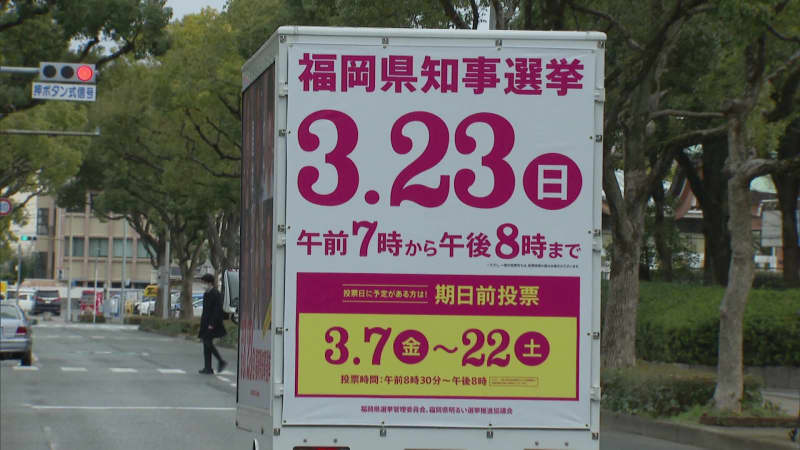 押ボタン式信号
福岡県知事選挙
3.23日
午前7時から午後8時まで
投票日に予定がある方は! 期日前投票
3.7金～22土
投票時間:午前8時30分～午後8時
福岡県選挙管理委員会、福岡県明るい選挙推進協議会